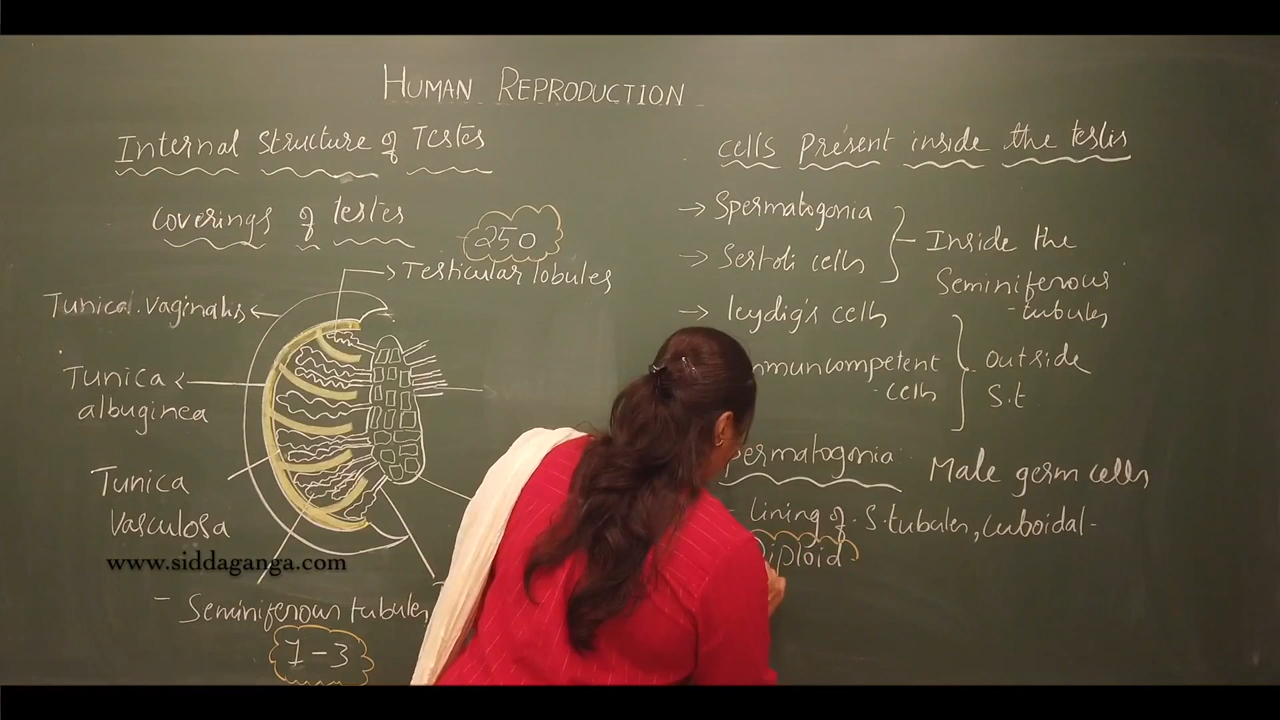 HUMAN REPRODUCTION
Internal structure of Testes
coverings of testes
250
Testicular lobules
Tunica vaginalis
Tunica albuginea
Tunica vasculosa
www.siddaganga.com
- Seminiferous tubules
1-3
cells present inside the testis
→ Spermatogonia
→ Sertoli cells
Inside the
Seminiferous
-tubules
→ leydig's cells
cells
outside
S.t
Male germ cells
- lining of S.tubules, cuboidal-